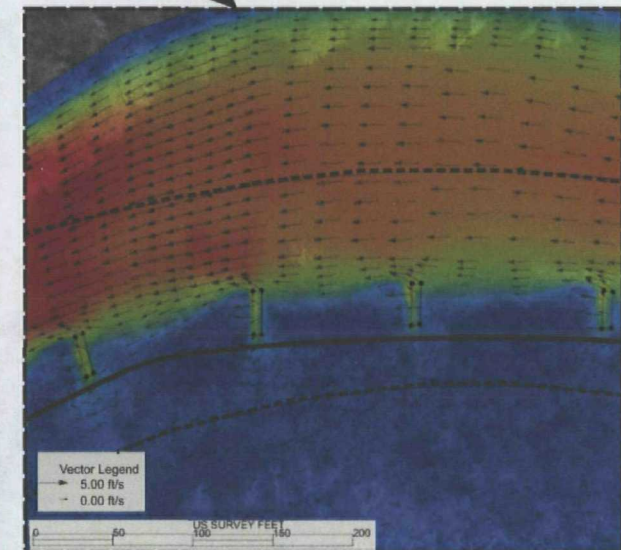 Vector Legend
5.00 ft/s
0.00 ft/s
US SURVEY FEET
0 50 100 150 200